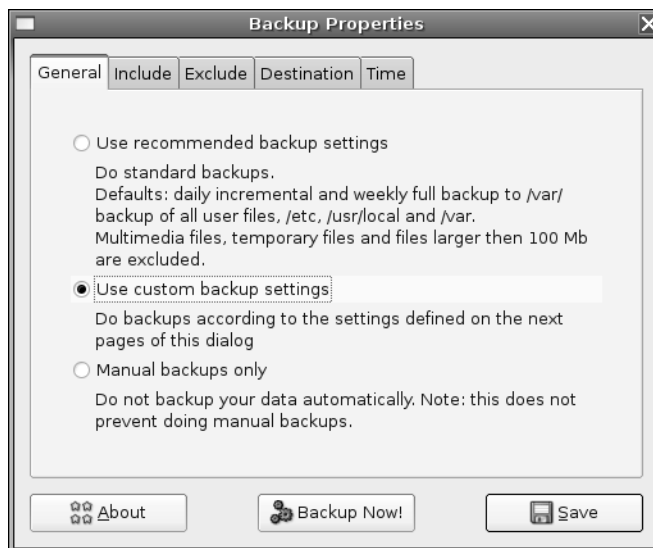 Backup Properties
General Include Exclude Destination Time
Use recommended backup settings
Do standard backups.
Defaults: daily incremental and weekly full backup to /var/
backup of all user files, /etc, /usr/local and /var.
Multimedia files, temporary files and files larger then 100 Mb
are excluded.
Use custom backup settings
Do backups according to the settings defined on the next
pages of this dialog
Manual backups only
Do not backup your data automatically. Note: this does not
prevent doing manual backups.
About Backup Now! Save